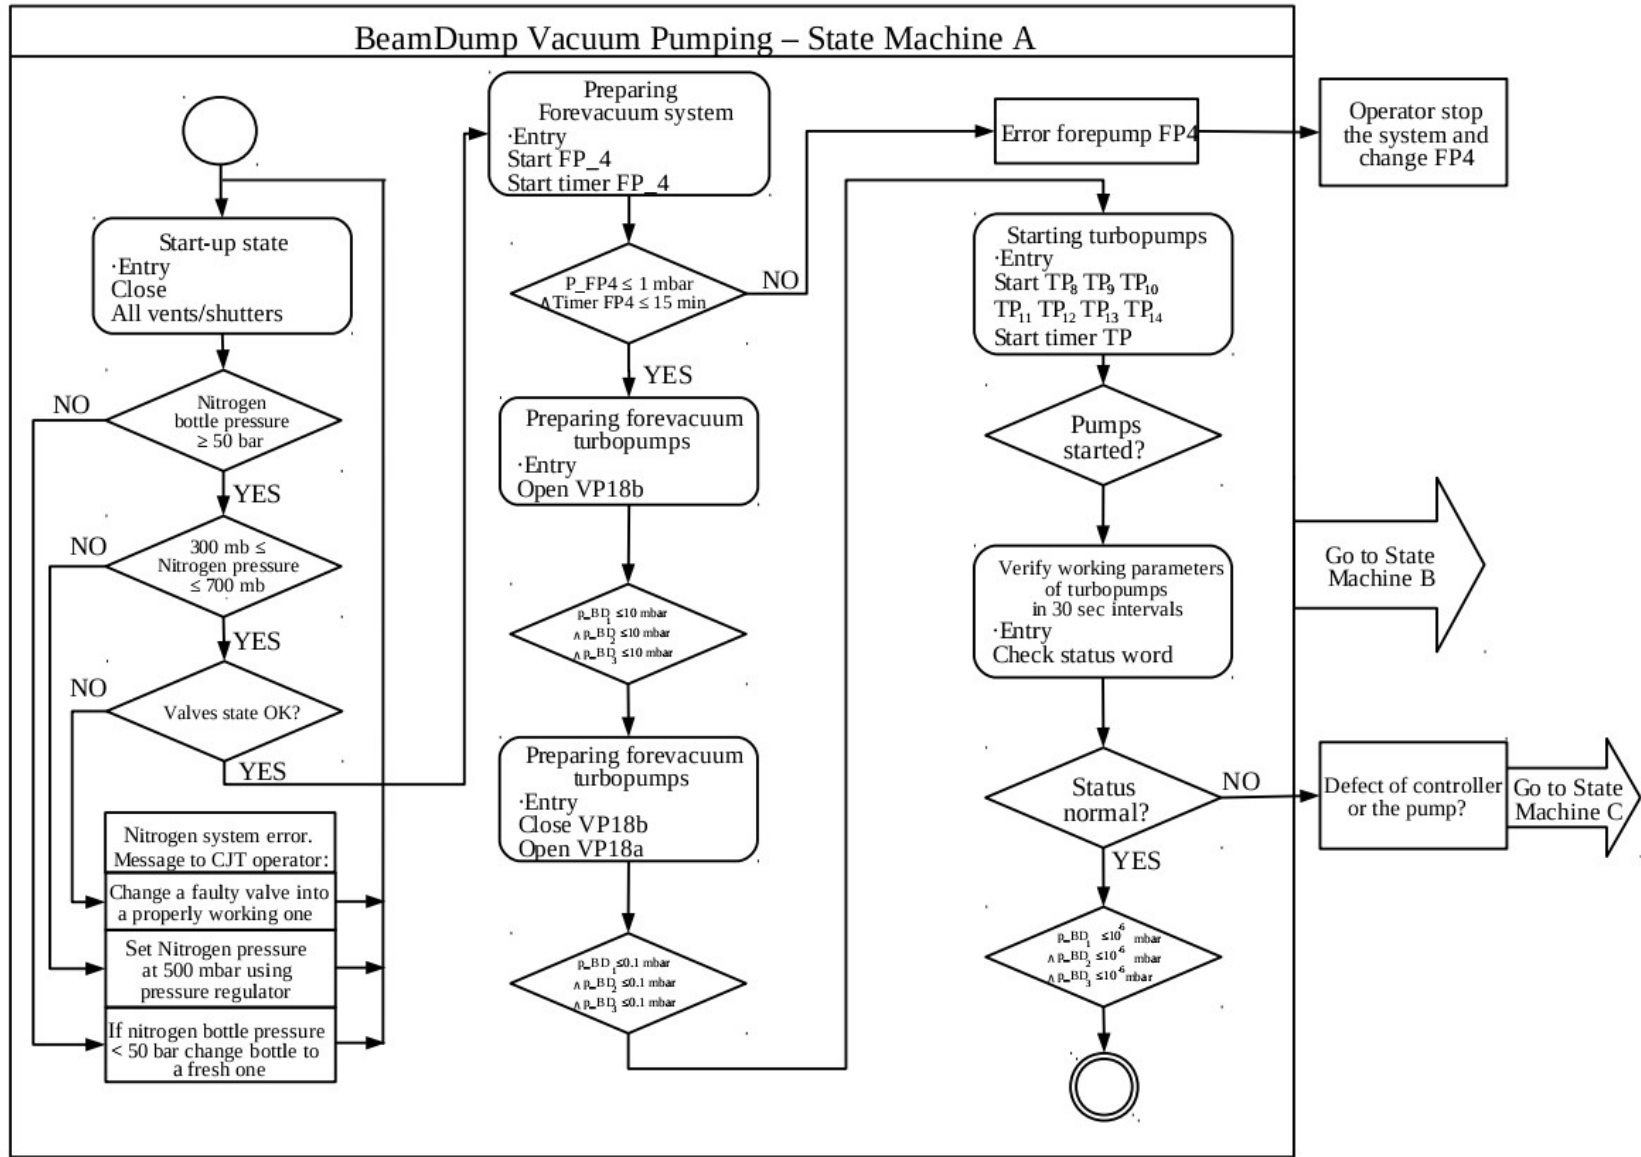 BeamDump Vacuum Pumping – State Machine A
Start-up state
·Entry
Close
All vents/shutters
NO
Nitrogen
bottle pressure
≥ 50 bar
YES
NO
300 mb ≤
Nitrogen pressure
≤ 700 mb
YES
NO
Valves state OK?
YES
Nitrogen system error.
Message to CJT operator:
Change a faulty valve into
a properly working one
Set Nitrogen pressure
at 500 mbar using
pressure regulator
If nitrogen bottle pressure
< 50 bar change bottle to
a fresh one
Preparing
Forevacuum system
·Entry
Start FP_4
Start timer FP_4
P_FP4 ≤ 1 mbar
∧Timer FP4 ≤ 15 min
NO
YES
Preparing forevacuum
turbopumps
·Entry
Open VP18b
p_BD₁ ≤10 mbar
∧ p_BD₂ ≤10 mbar
∧ p_BD₃ ≤10 mbar
Preparing forevacuum
turbopumps
·Entry
Close VP18b
Open VP18a
p_BD₁≤0.1 mbar
∧ p_BD₂ ≤0.1 mbar
∧ p_BD₃ ≤0.1 mbar
Error forepump FP4
Operator stop
the system and
change FP4
Starting turbopumps
·Entry
Start TP₈ TP₉ TP₁₀
TP₁₁ TP₁₂ TP₁₃ TP₁₄
Start timer TP
Pumps
started?
Verify working parameters
of turbopumps
in 30 sec intervals
·Entry
Check status word
Status
normal?
NO
YES
p_BD₁ ≤10⁻⁶ mbar
∧ p_BD₂ ≤10⁻⁶ mbar
∧ p_BD₃ ≤10⁻⁶ mbar
Go to State
Machine B
Defect of controller
or the pump?
Go to State
Machine C